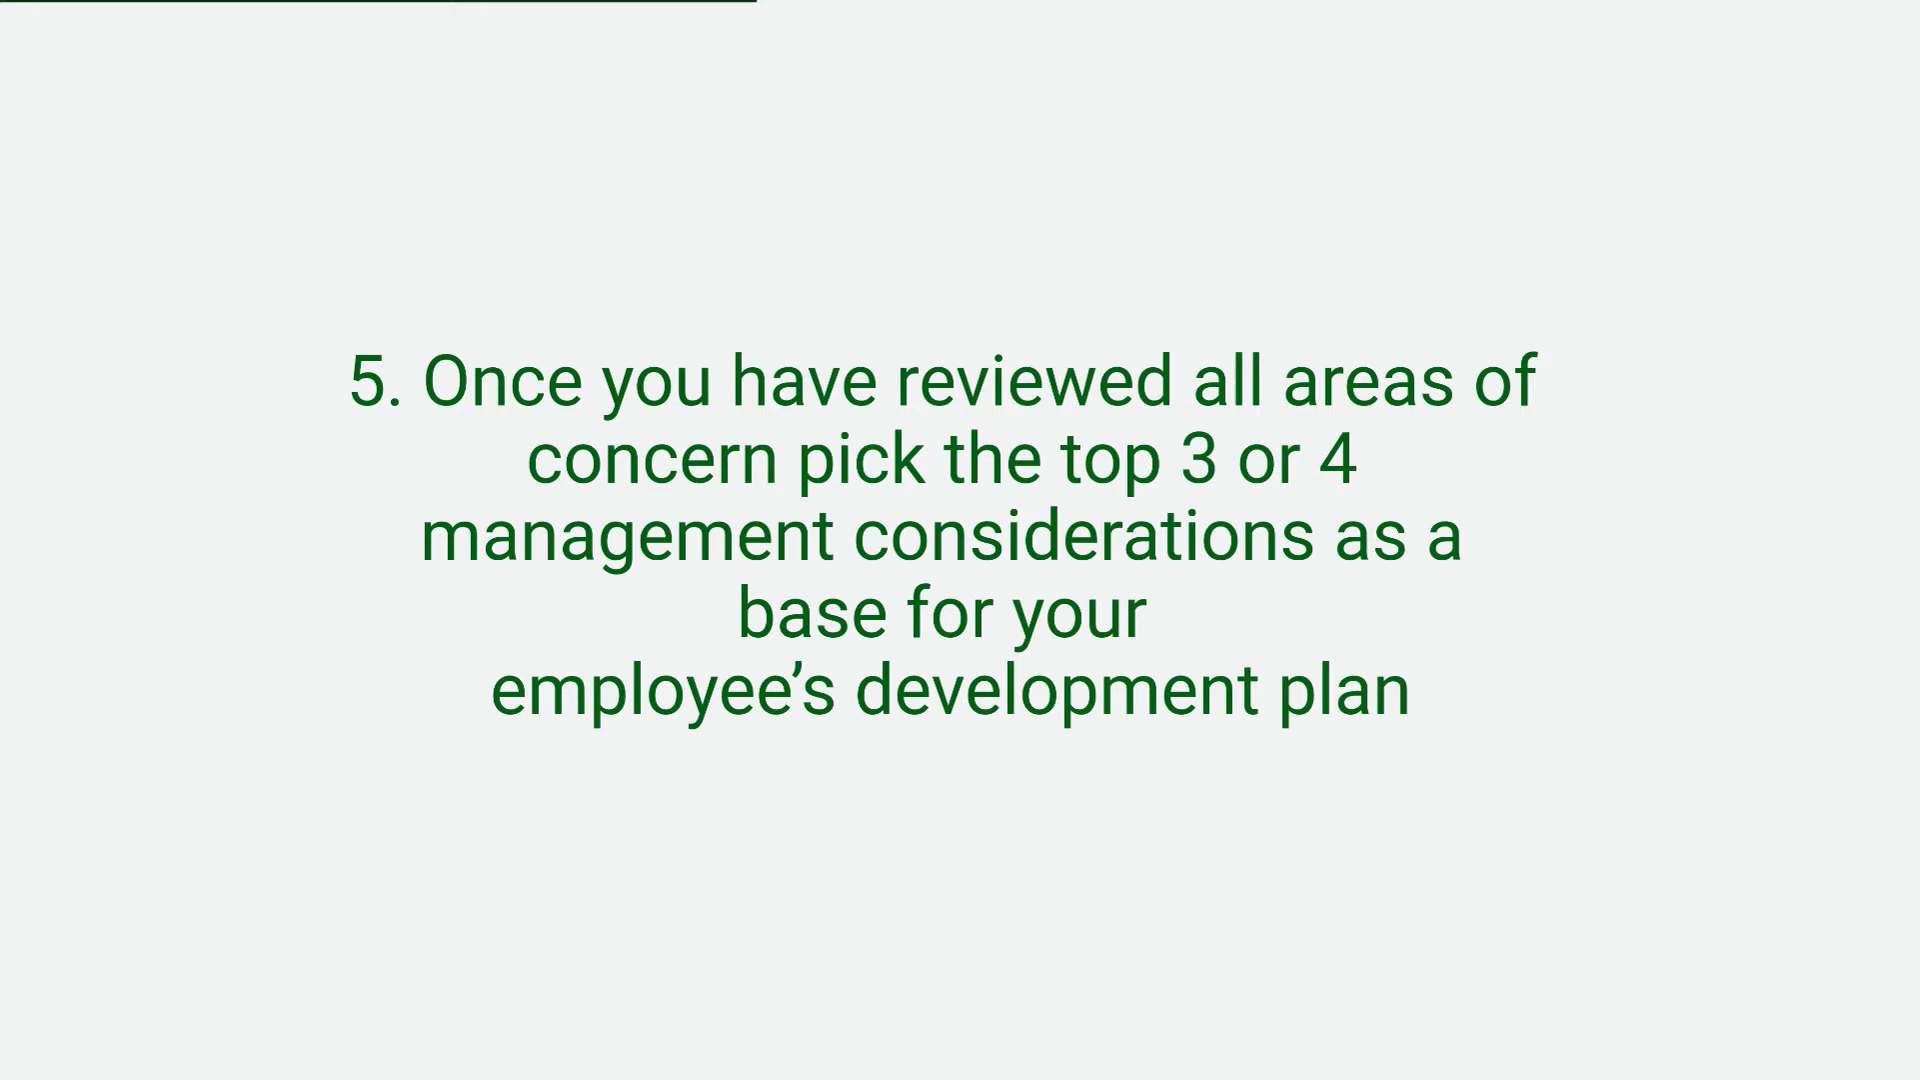 5. Once you have reviewed all areas of
concern pick the top 3 or 4
management considerations as a
base for your
employee’s development plan